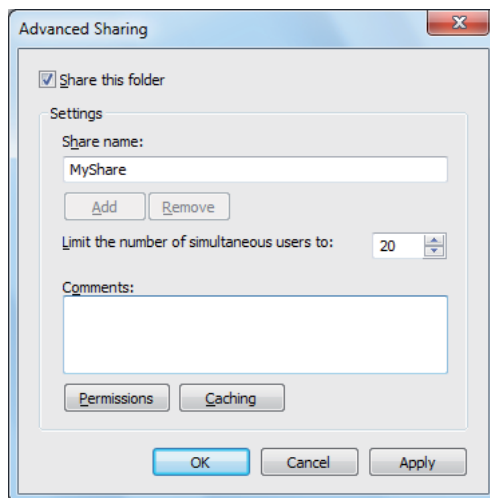 Advanced Sharing
Share this folder
Settings
Share name:
MyShare
Add Remove
Limit the number of simultaneous users to: 20
Comments:
Permissions Caching
OK Cancel Apply